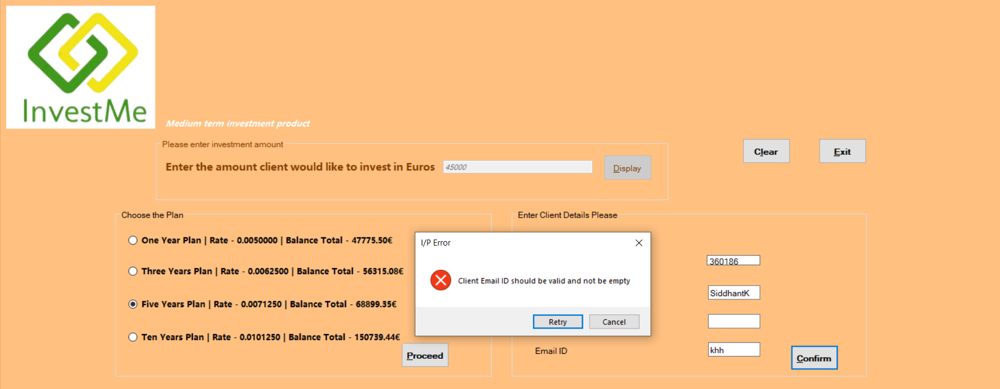 InvestMe
Medium term investment product
Please enter investment amount
Enter the amount client would like to invest in Euros
45000
Display
Clear
Exit
Choose the Plan
One Year Plan | Rate - 0.0050000 | Balance Total - 47775.50€
Three Years Plan | Rate - 0.0062500 | Balance Total - 56315.08€
Five Years Plan | Rate - 0.0071250 | Balance Total - 68899.35€
Ten Years Plan | Rate - 0.0101250 | Balance Total - 150739.44€
Proceed
Enter Client Details Please
360186
SiddhantK
Email ID
khh
Confirm
I/P Error
Client Email ID should be valid and not be empty
Retry
Cancel